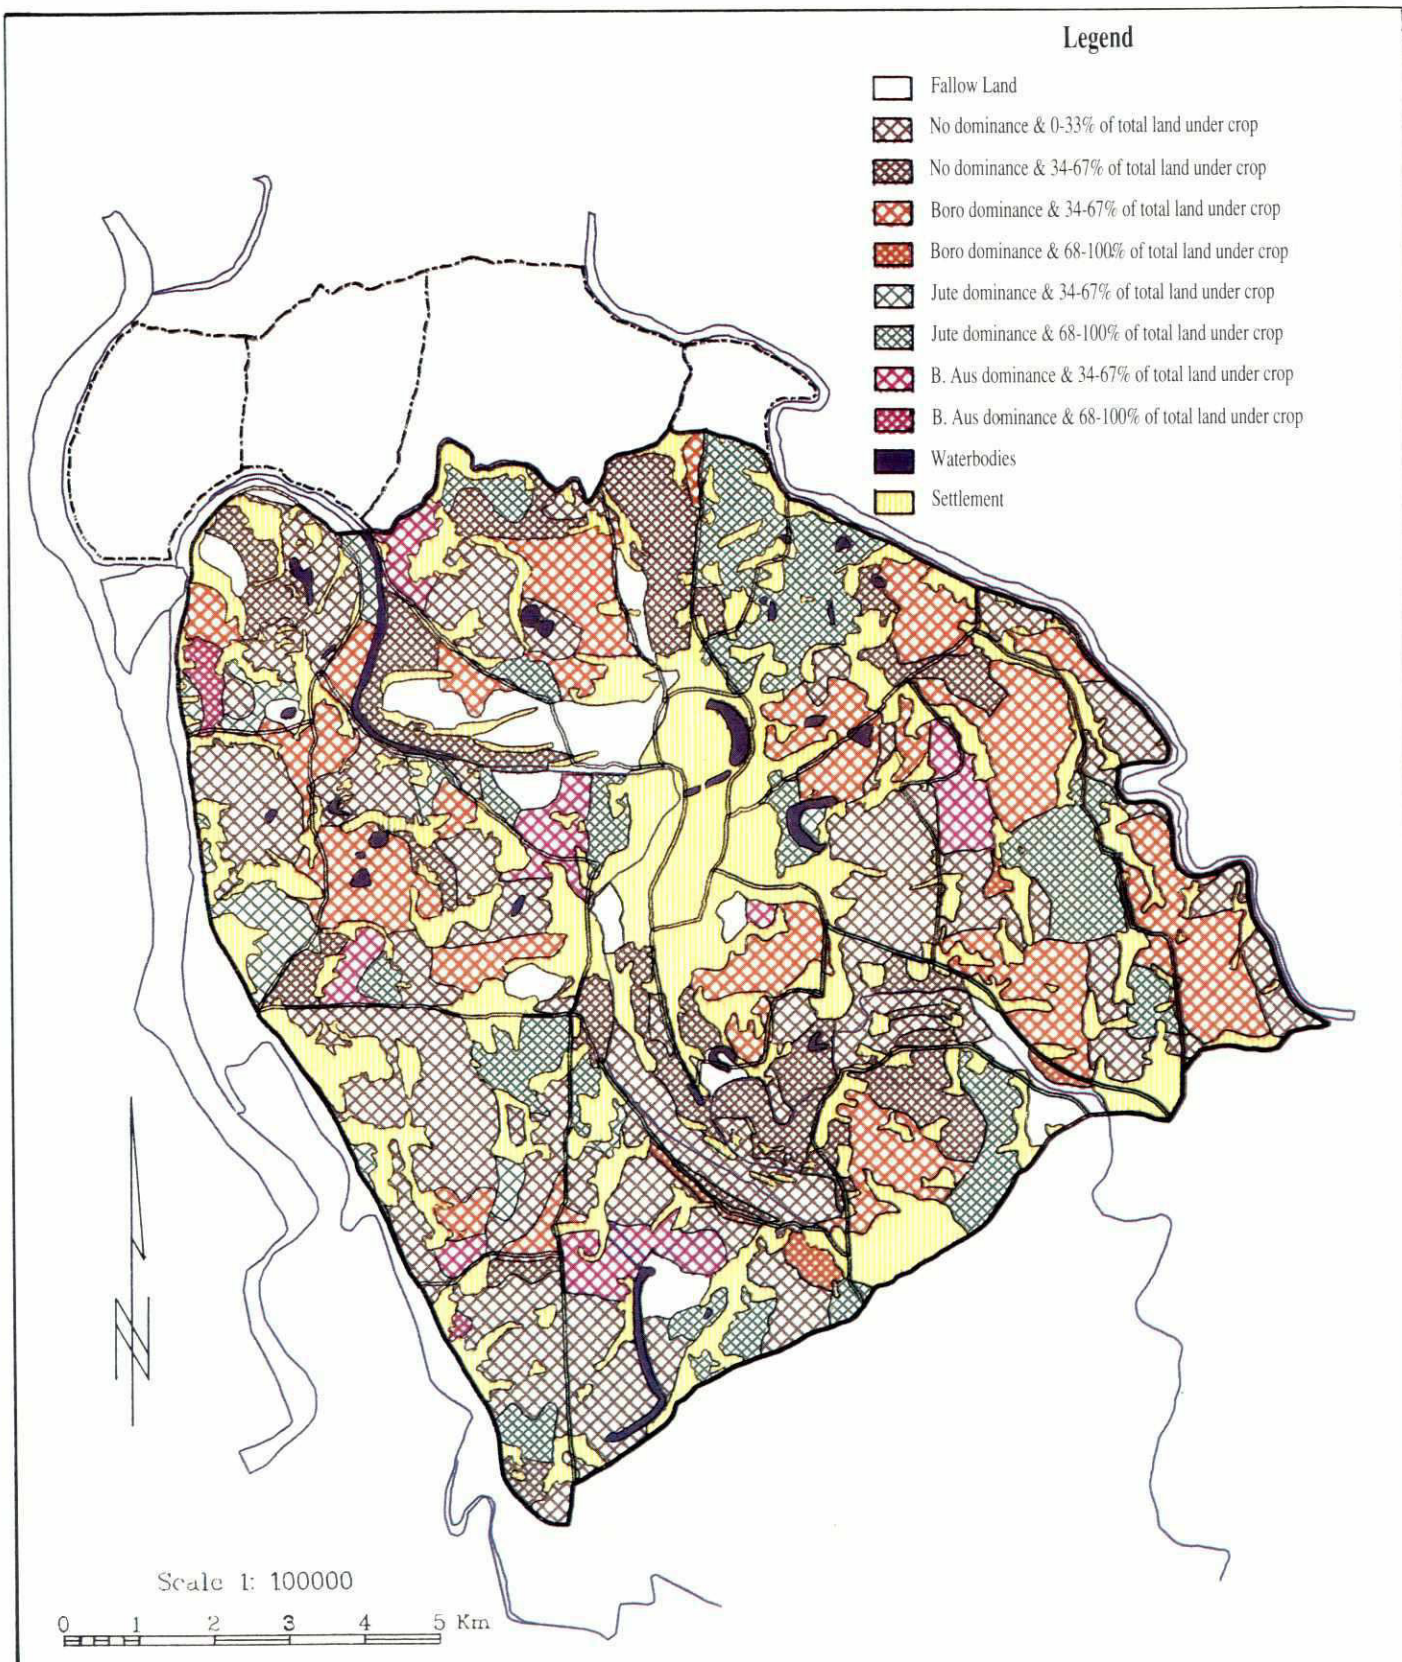 Legend
Fallow Land
No dominance & 0-33% of total land under crop
No dominance & 34-67% of total land under crop
Boro dominance & 34-67% of total land under crop
Boro dominance & 68-100% of total land under crop
Jute dominance & 34-67% of total land under crop
Jute dominance & 68-100% of total land under crop
B. Aus dominance & 34-67% of total land under crop
B. Aus dominance & 68-100% of total land under crop
Waterbodies
Settlement
Scale 1: 100000
0 1 2 3 4 5 Km